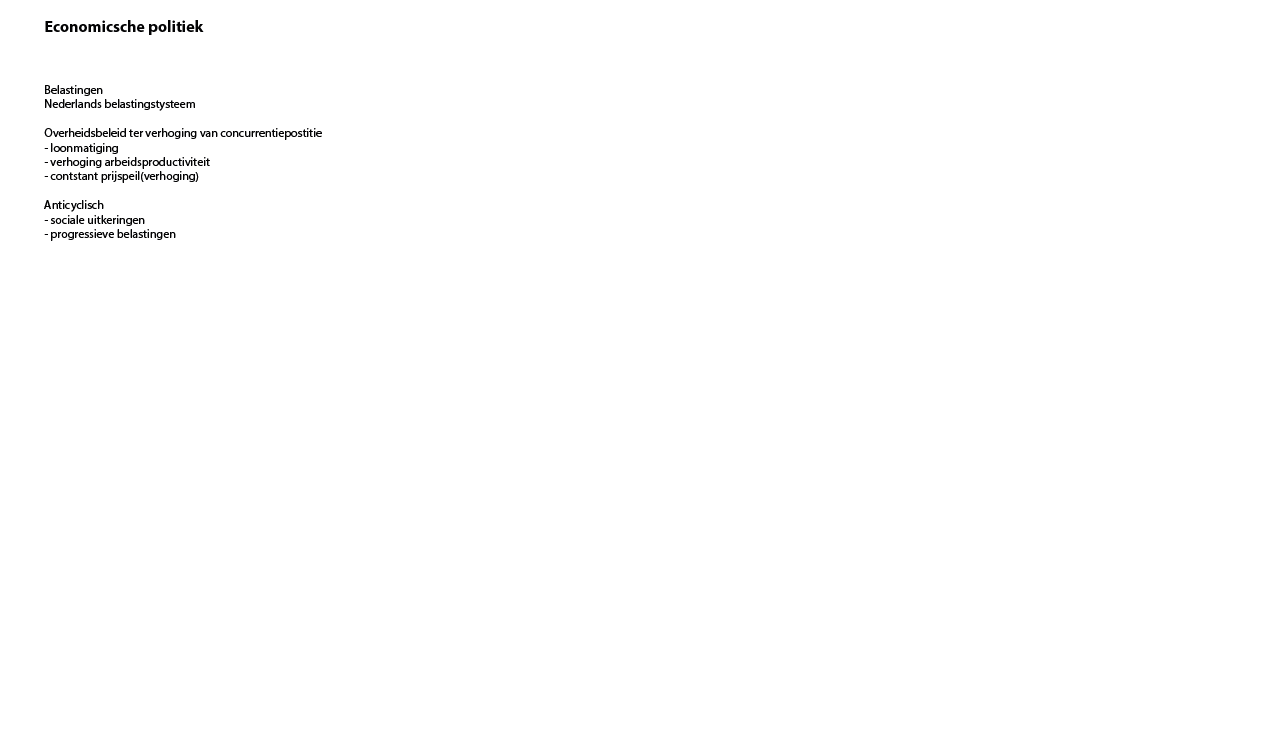 Economicsche politiek
Belastingen
Nederlands belastingstysteem
Overheidsbeleid ter verhoging van concurrentiepostitie
- loonmatiging
- verhoging arbeidsproductiviteit
- contstant prijspeil(verhoging)
Anticyclisch
- sociale uitkeringen
- progressieve belastingen